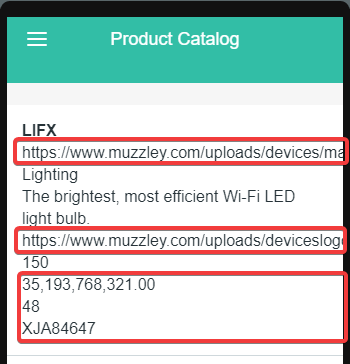 Product Catalog
LIFX
https://www.muzzley.com/uploads/devices/ma
Lighting
The brightest, most efficient Wi-Fi LED
light bulb.
https://www.muzzley.com/uploads/deviceslogo
150
35,193,768,321.00
48
XJA84647